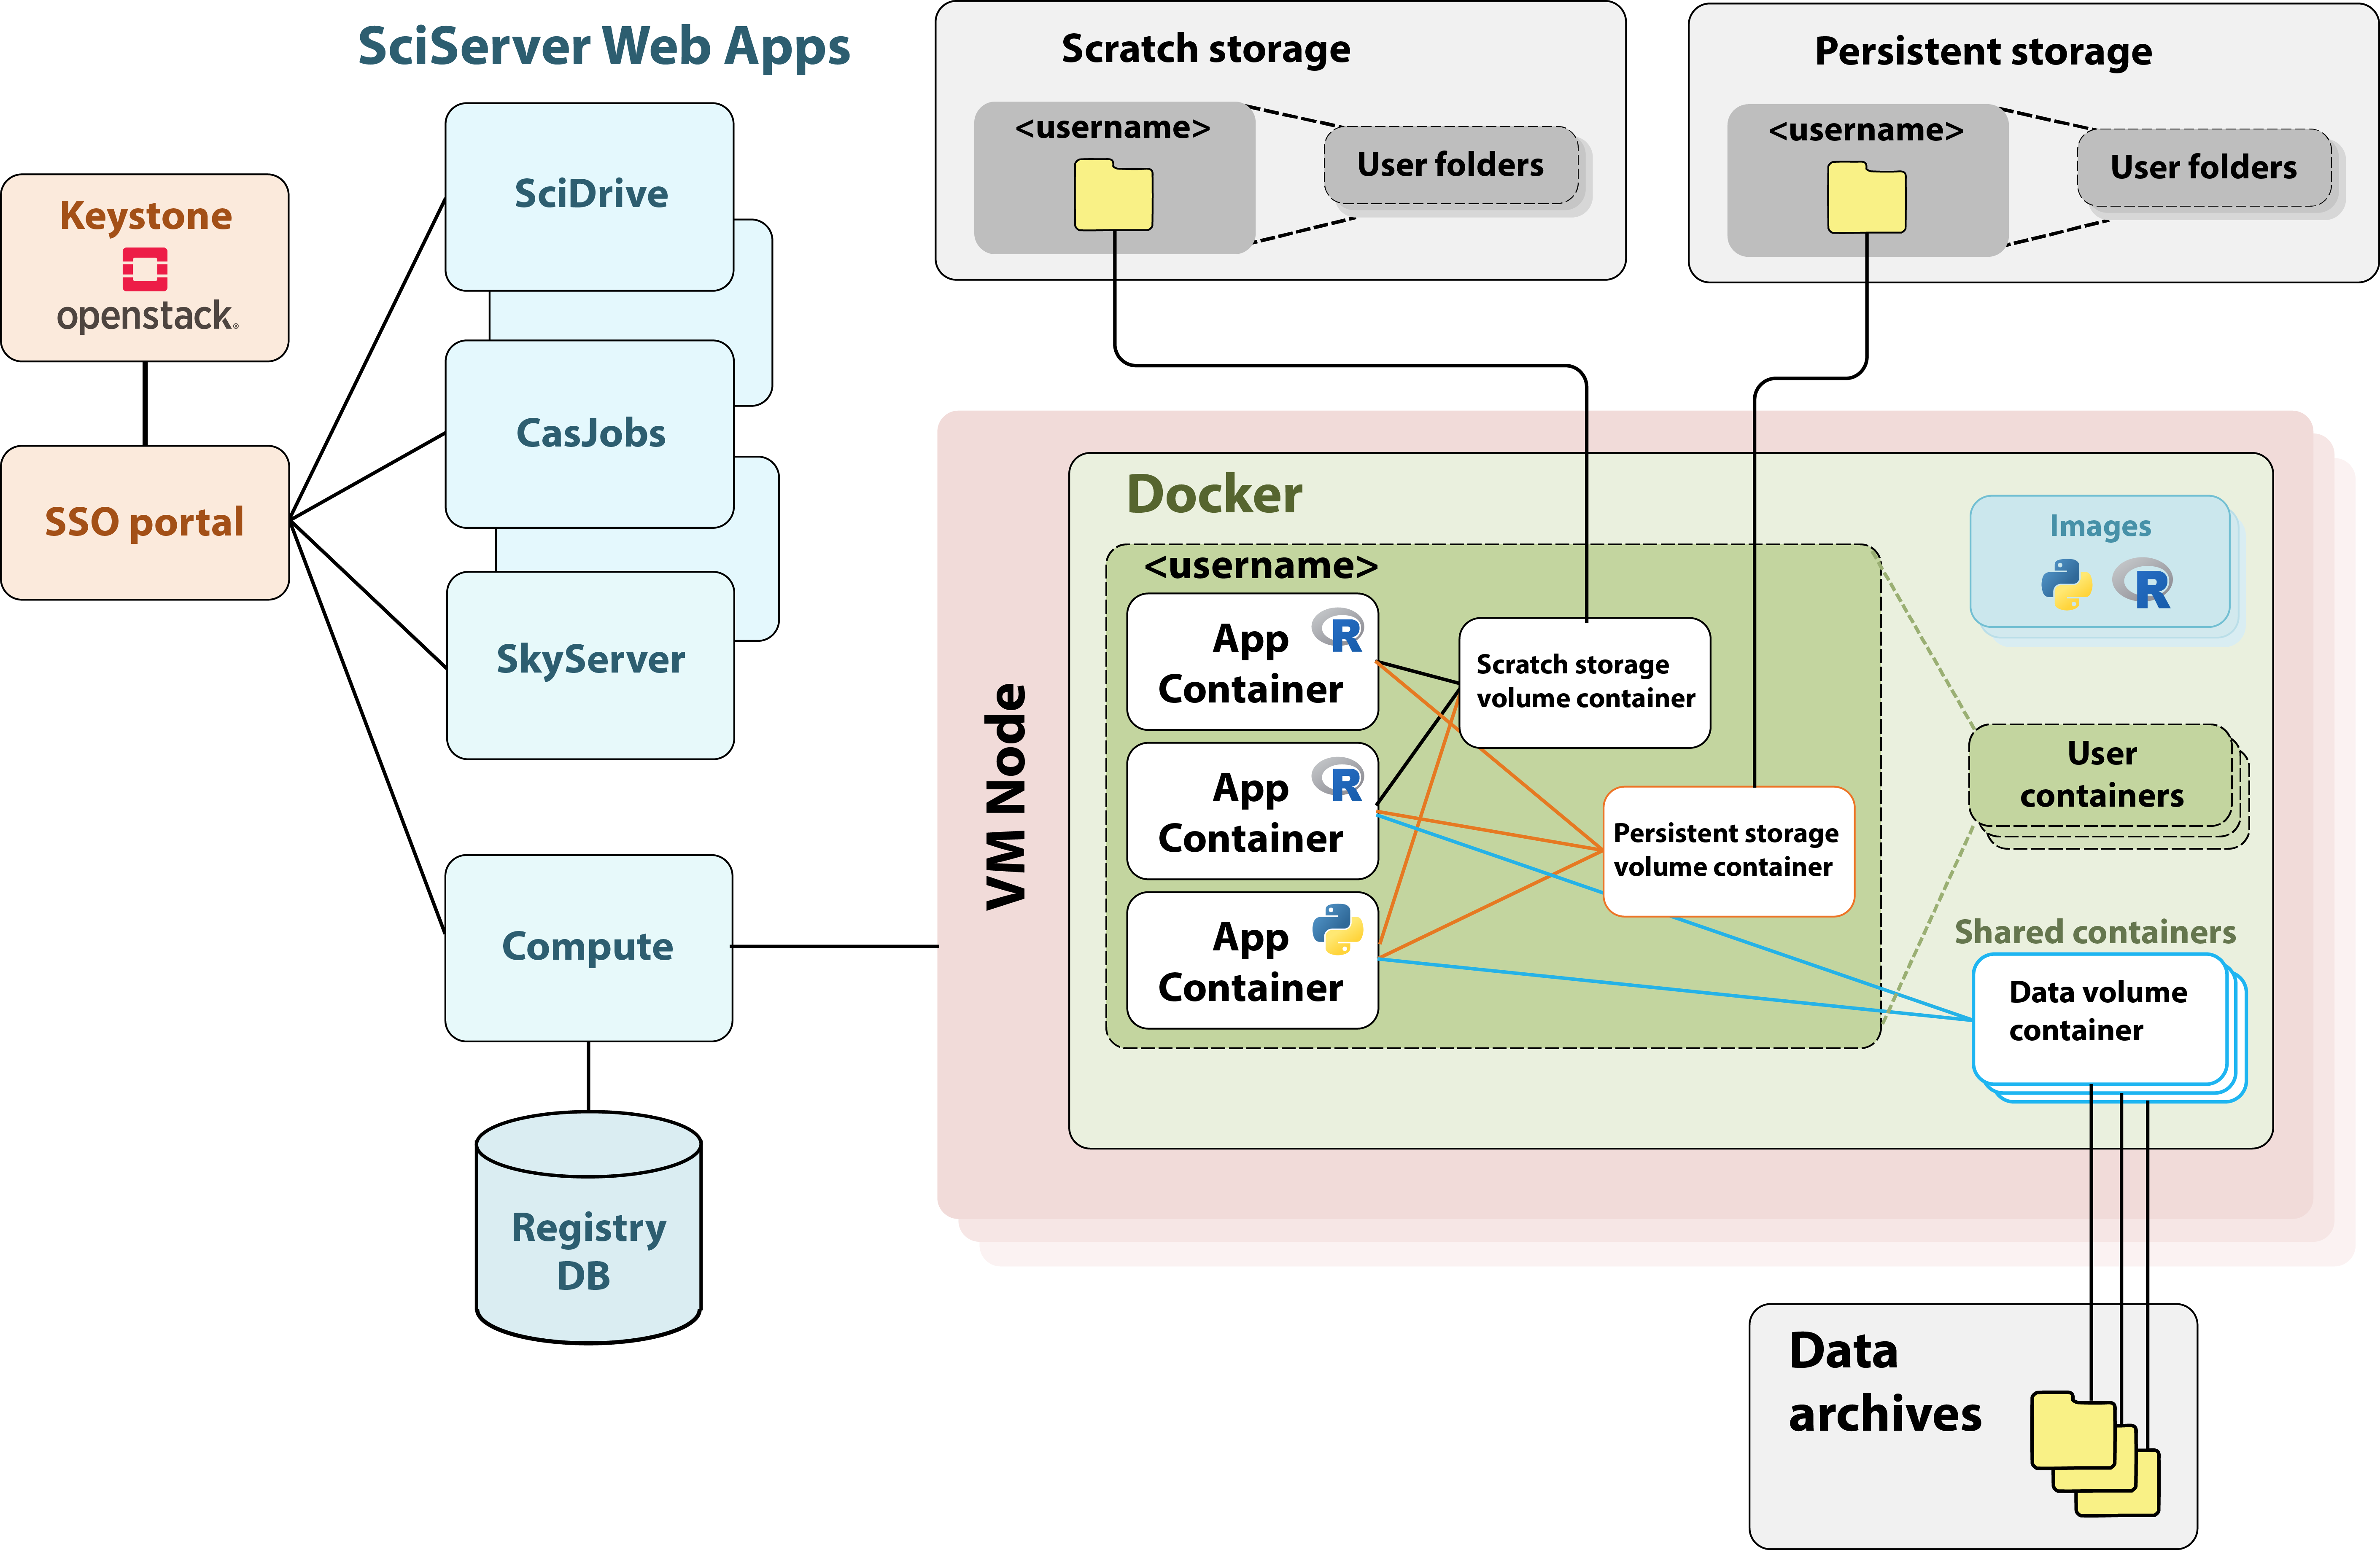 SciServer Web Apps
Keystone
openstack®
SSO portal
SciDrive
CasJobs
SkyServer
Compute
Registry
DB
Scratch storage
<username>
User folders
Persistent storage
<username>
User folders
VM Node
Docker
<username>
App
Container
R
App
Container
R
App
Container
Scratch storage
volume container
Persistent storage
volume container
Images
R
User
containers
Shared containers
Data volume
container
Data
archives